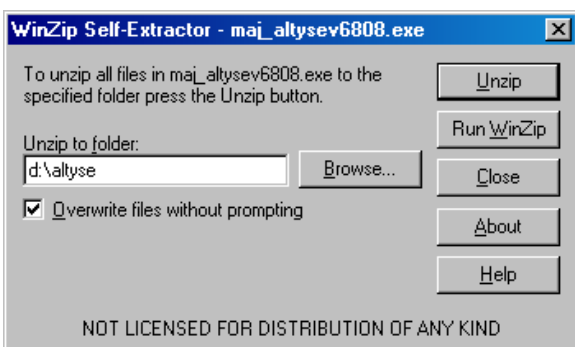 WinZip Self-Extractor - maj_altysev6808.exe
To unzip all files in maj_altysev6808.exe to the
specified folder press the Unzip button.
Unzip to folder:
d:\altyse
Browse...
Overwrite files without prompting
Unzip
Run WinZip
Close
About
Help
NOT LICENSED FOR DISTRIBUTION OF ANY KIND